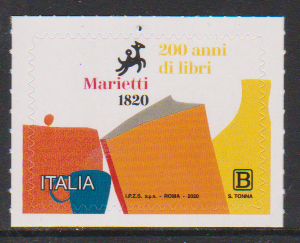 200 anni
di libri
Marietti
1820
ITALIA
B
I.P.Z.S. S.p.A. - ROMA - 2020
S. TONNA